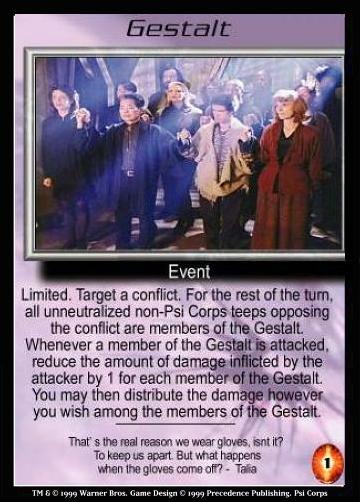 Gestalt
Event
Limited. Target a conflict. For the rest of the turn,
all unneutralized non-Psi Corps teeps opposing
the conflict are members of the Gestalt.
Whenever a member of the Gestalt is attacked,
reduce the amount of damage inflicted by the
attacker by 1 for each member of the Gestalt.
You may then distribute the damage however
you wish among the members of the Gestalt.
That' s the real reason we wear gloves, isnt it?
To keep us apart. But what happens
when the gloves come off? - Talia
1
TM & © 1999 Warner Bros. Game Design © 1999 Precedence Publishing. Psi Corps